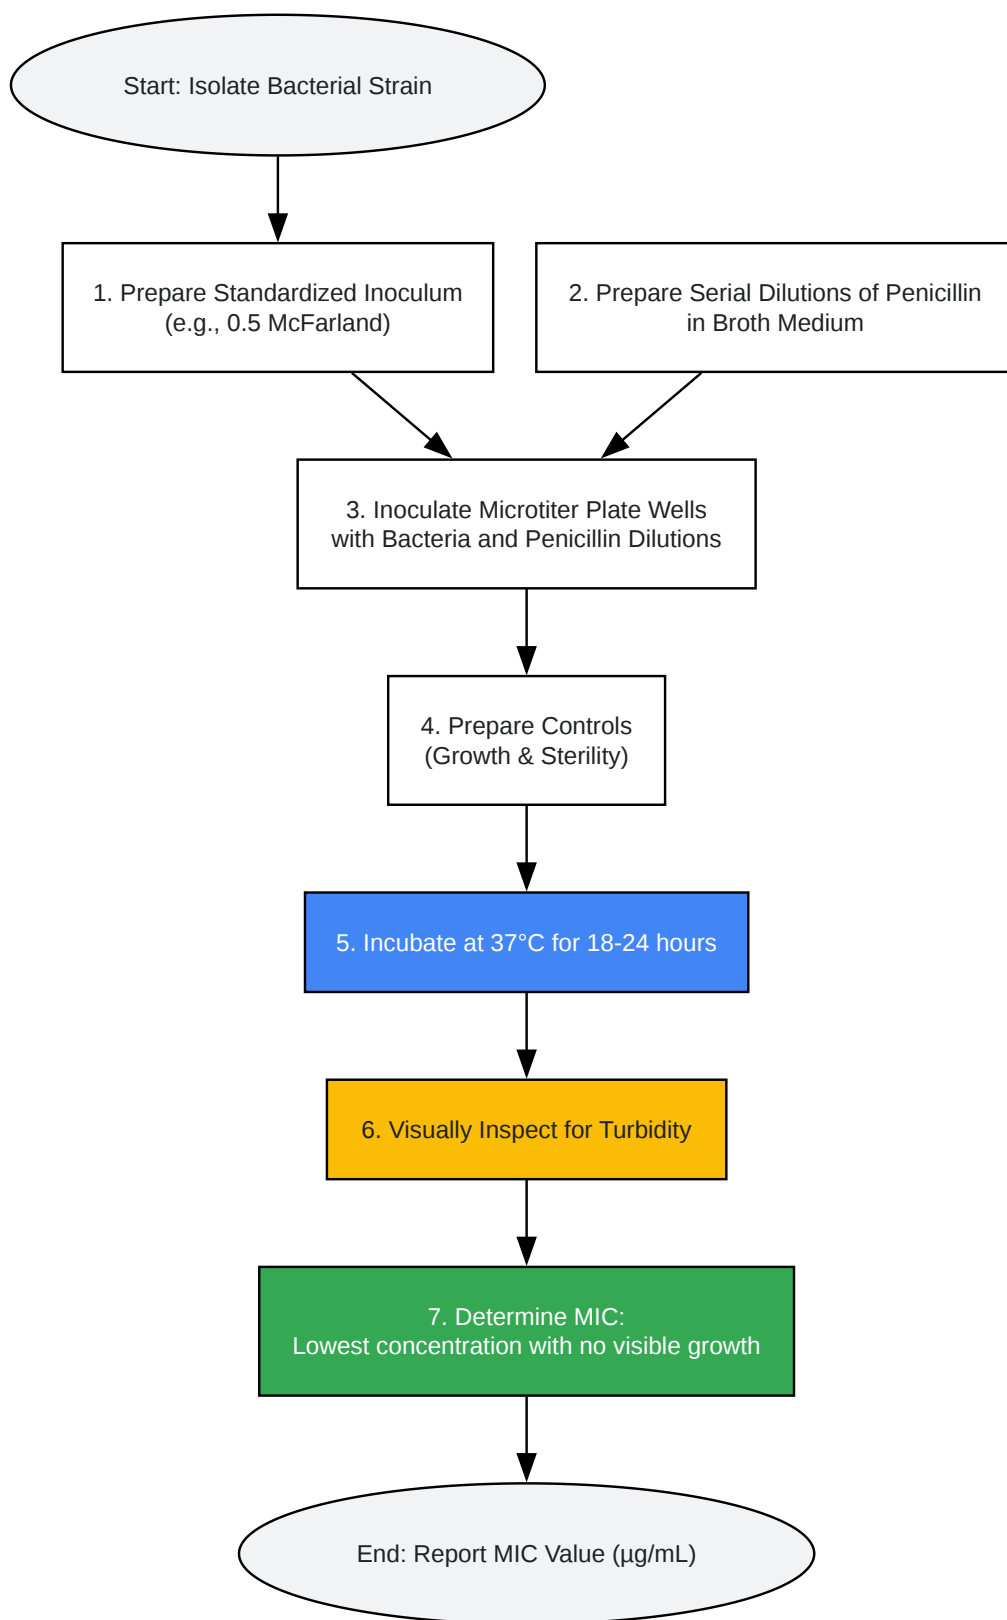 Start: Isolate Bacterial Strain
1. Prepare Standardized Inoculum
(e.g., 0.5 McFarland)
2. Prepare Serial Dilutions of Penicillin
in Broth Medium
3. Inoculate Microtiter Plate Wells
with Bacteria and Penicillin Dilutions
4. Prepare Controls
(Growth & Sterility)
5. Incubate at 37°C for 18-24 hours
6. Visually Inspect for Turbidity
7. Determine MIC:
Lowest concentration with no visible growth
End: Report MIC Value (µg/mL)